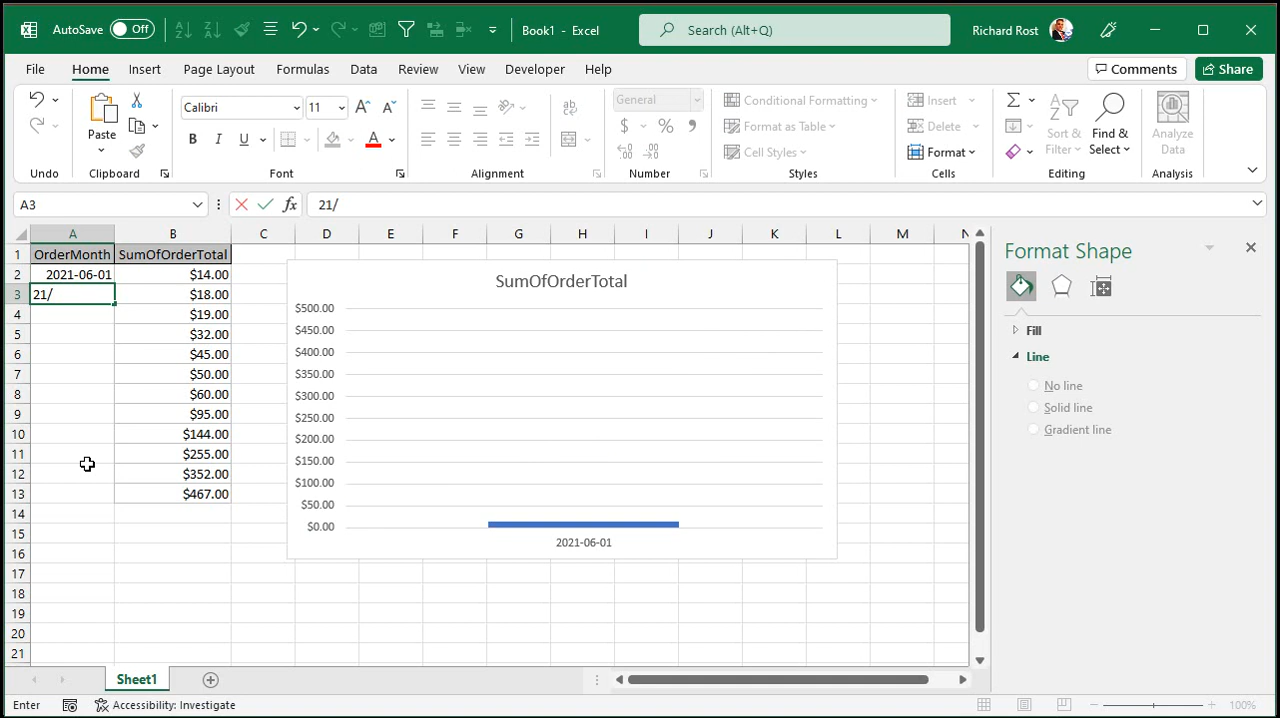 AutoSave Off Book1 - Excel Search (Alt+Q) Richard Rost
File Home Insert Page Layout Formulas Data Review View Developer Help Comments Share
Calibri 11 General Conditional Formatting Insert
Paste B I U A $ % , Format as Table Delete Sort & Filter Find & Select Analyze Data
Cell Styles Format
Undo Clipboard Font Alignment Number Styles Cells Editing Analysis
A3 fx 21/
A B C D E F G H I J K L M N
1 OrderMonth SumOfOrderTotal
2 2021-06-01 $14.00
3 21/ $18.00
4 $19.00
5 $32.00
6 $45.00
7 $50.00
8 $60.00
9 $95.00
10 $144.00
11 $255.00
12 $352.00
13 $467.00
14
15
16
17
18
19
20
21
SumOfOrderTotal
$500.00
$450.00
$400.00
$350.00
$300.00
$250.00
$200.00
$150.00
$100.00
$50.00
$0.00
2021-06-01
Format Shape
Fill
Line
No line
Solid line
Gradient line
Sheet1
Enter Accessibility: Investigate 100%